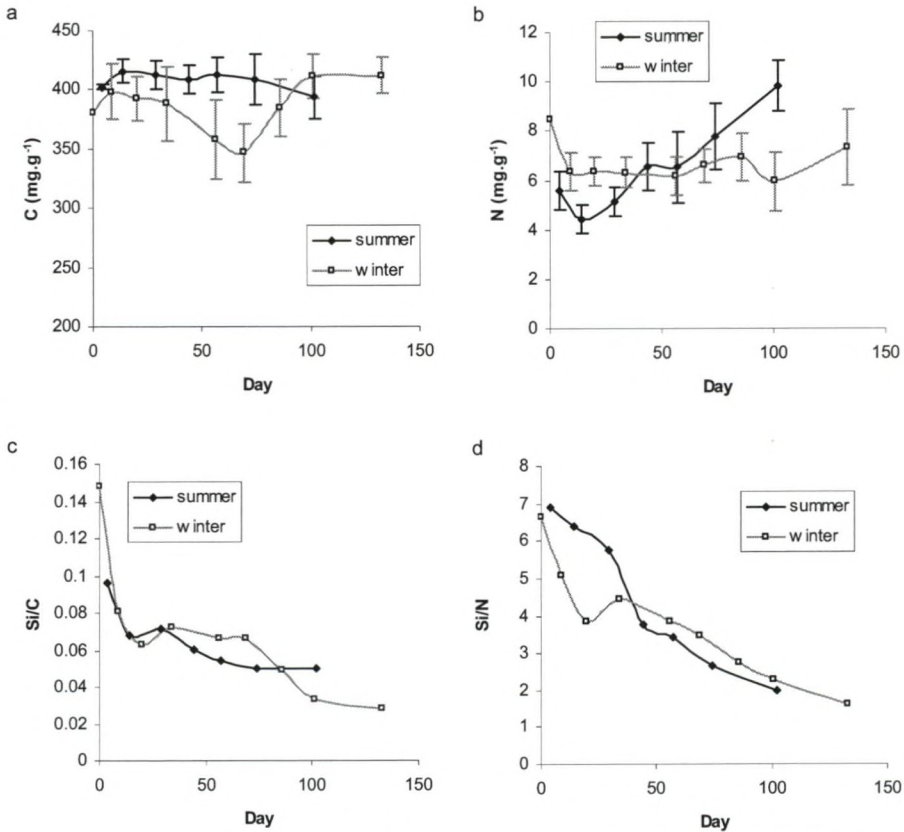 a
450
400
350
300
250
200
C (mg.g-1)
0
50
100
150
Day
summer
w inter
b
12
10
8
6
4
2
0
N (mg.g-1)
0
50
100
150
Day
summer
w inter
c
0.16
0.14
0.12
0.1
0.08
0.06
0.04
0.02
0
Si/C
0
50
100
150
Day
summer
w inter
d
8
7
6
5
4
3
2
1
0
Si/N
0
50
100
150
Day
summer
w inter